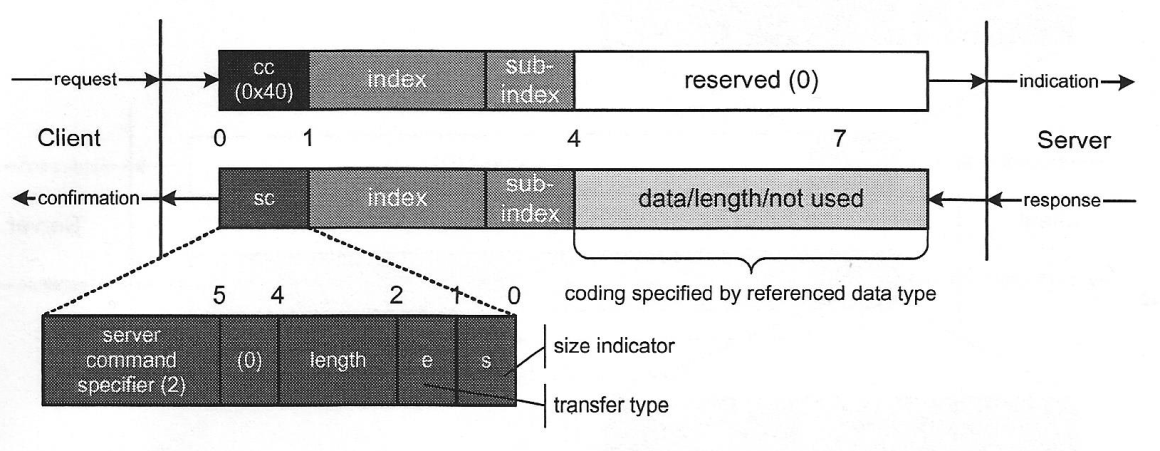 cc
(0x40)
index
sub-
index
reserved (0)
request
indication
Client
0
1
4
7
Server
confirmation
sc
index
sub-
index
data/length/not used
response
5
4
2
1
0
coding specified by referenced data type
server
command
specifier (2)
(0)
length
e
s
size indicator
transfer type